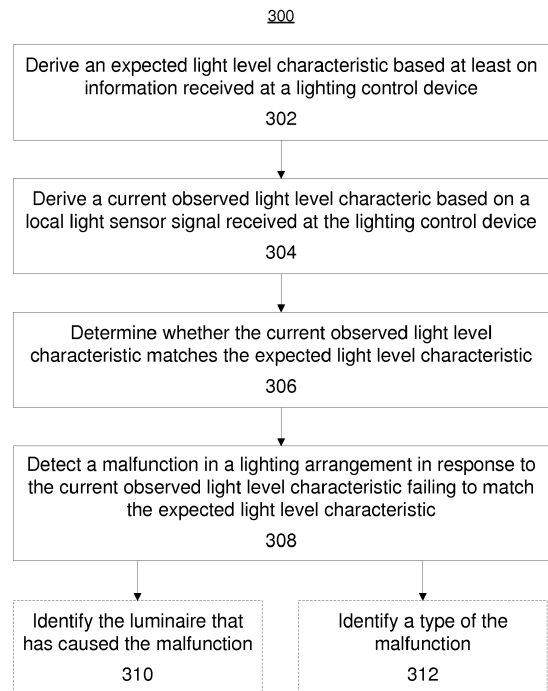 300
Derive an expected light level characteristic based at least on
information received at a lighting control device
302
Derive a current observed light level characteric based on a
local light sensor signal received at the lighting control device
304
Determine whether the current observed light level
characteristic matches the expected light level characteristic
306
Detect a malfunction in a lighting arrangement in response to
the current observed light level characteristic failing to match
the expected light level characteristic
308
Identify the luminaire that
has caused the malfunction
310
Identify a type of the
malfunction
312